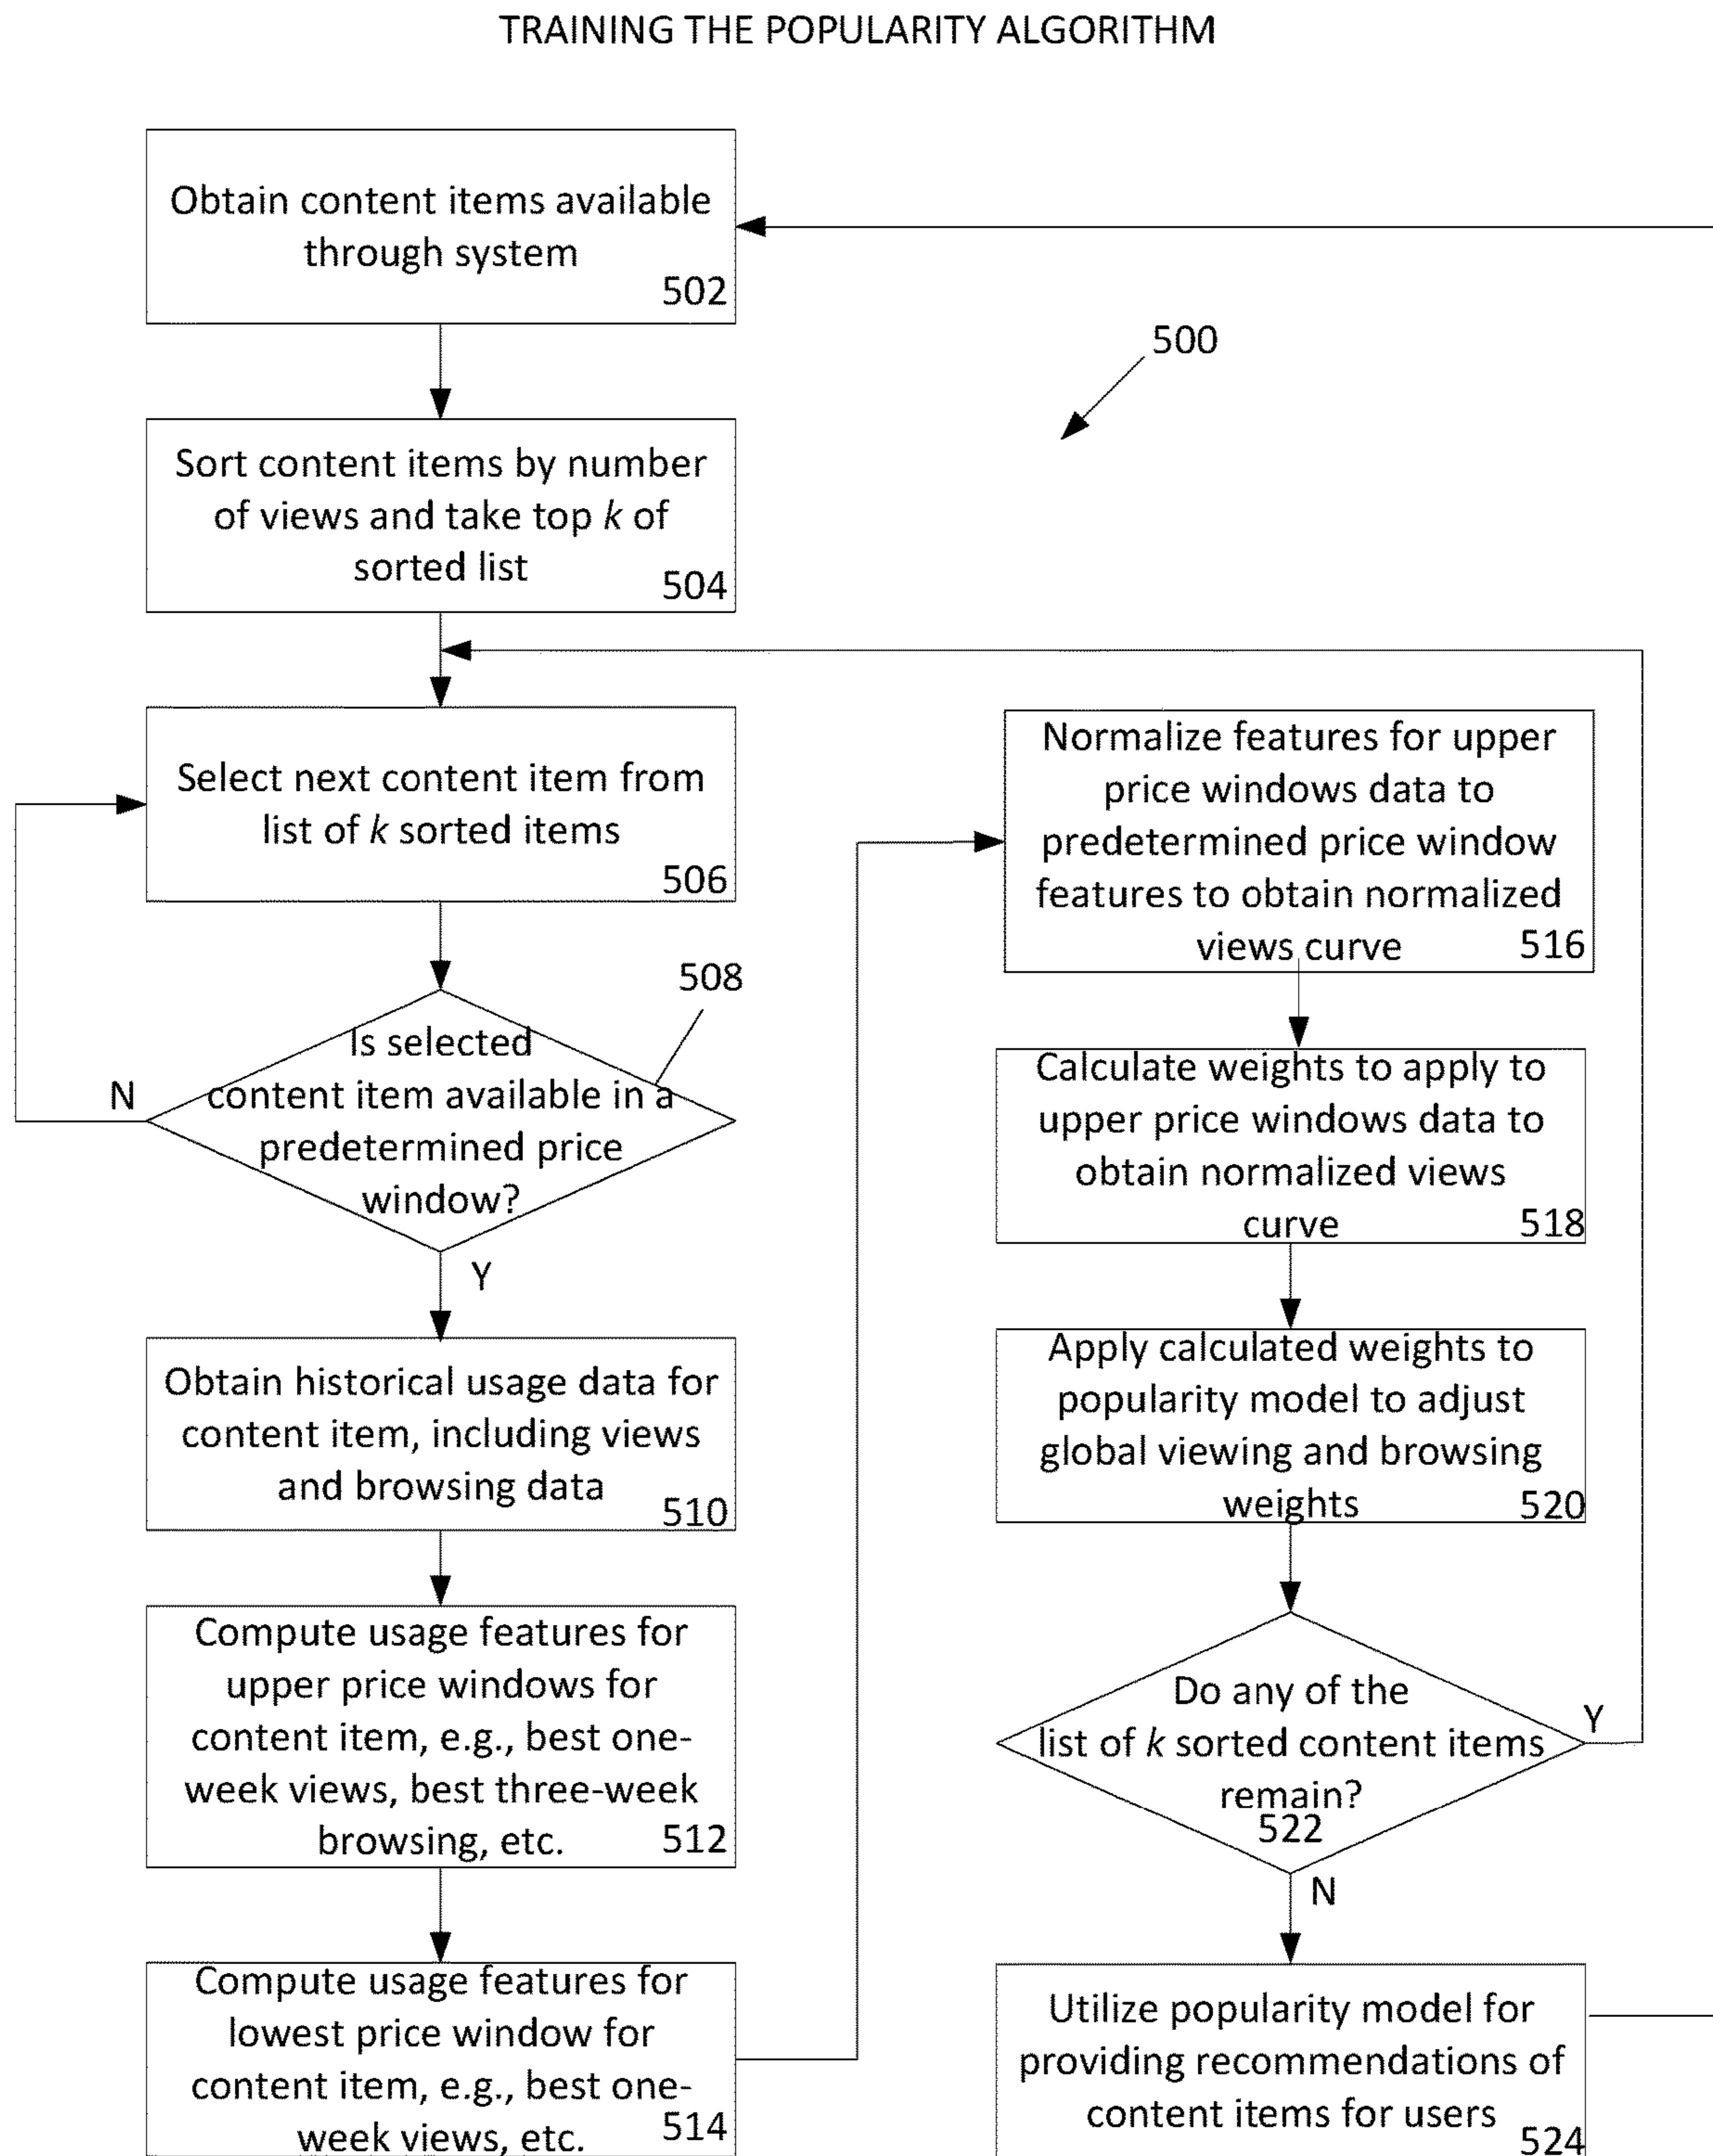 TRAINING THE POPULARITY ALGORITHM
Obtain content items available
through system
502
500
Sort content items by number
of views and take top k of
sorted list
504
Select next content item from
list of k sorted items
506
508
Is selected
content item available in a
predetermined price
window?
N
Y
Obtain historical usage data for
content item, including views
and browsing data
510
Compute usage features for
upper price windows for
content item, e.g., best one-
week views, best three-week
browsing, etc.
512
Compute usage features for
lowest price window for
content item, e.g., best one-
week views, etc.
514
Normalize features for upper
price windows data to
predetermined price window
features to obtain normalized
views curve
516
Calculate weights to apply to
upper price windows data to
obtain normalized views
curve
518
Apply calculated weights to
popularity model to adjust
global viewing and browsing
weights
520
Do any of the
list of k sorted content items
remain?
522
Y
N
Utilize popularity model for
providing recommendations of
content items for users
524